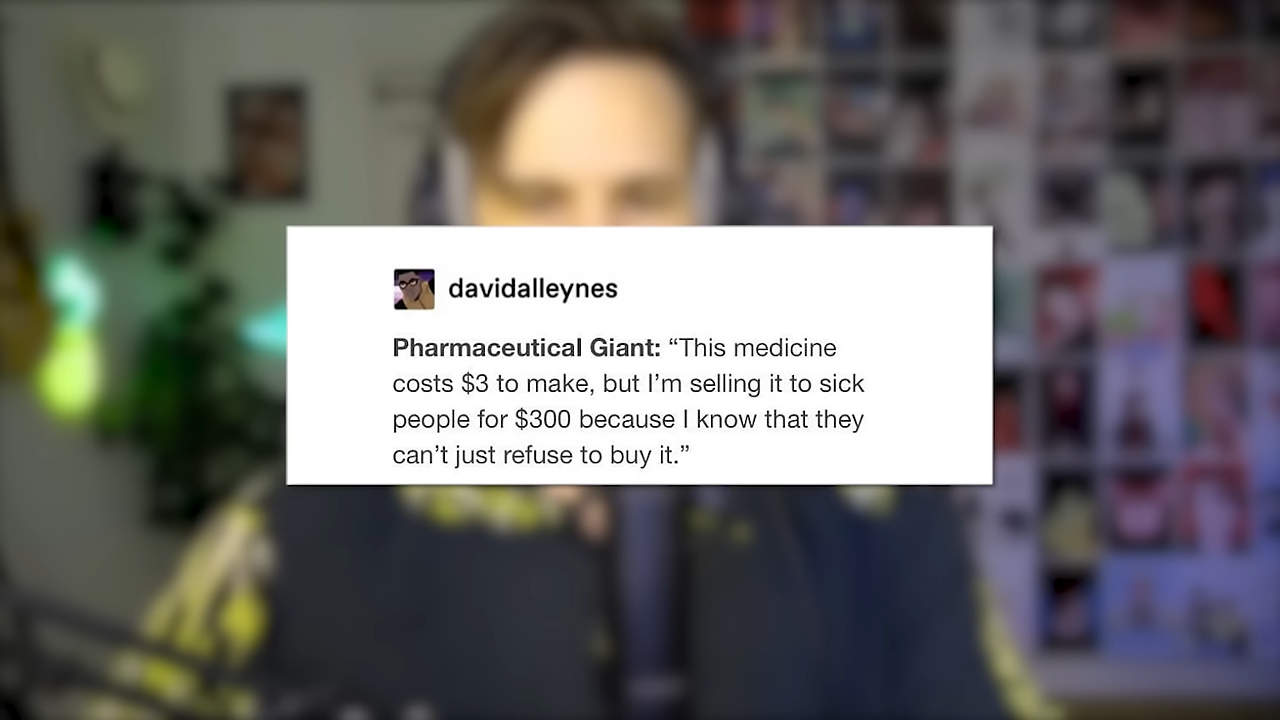 davidalleynes
Pharmaceutical Giant: “This medicine
costs $3 to make, but I’m selling it to sick
people for $300 because I know that they
can’t just refuse to buy it.”